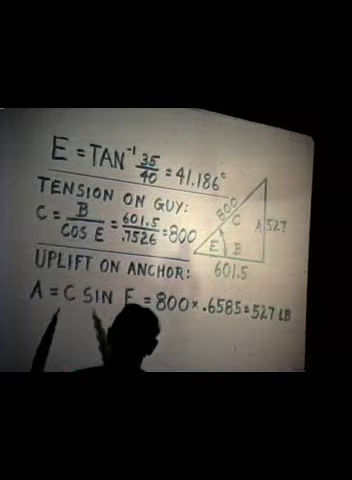 E = TAN⁻¹ 35/40 = 41.186°
TENSION ON GUY:
C = B/COS E = 601.5/.7526 = 800
UPLIFT ON ANCHOR:
A = C SIN E = 800 × .6585 = 527 LB
800
C
A 527
E B
601.5